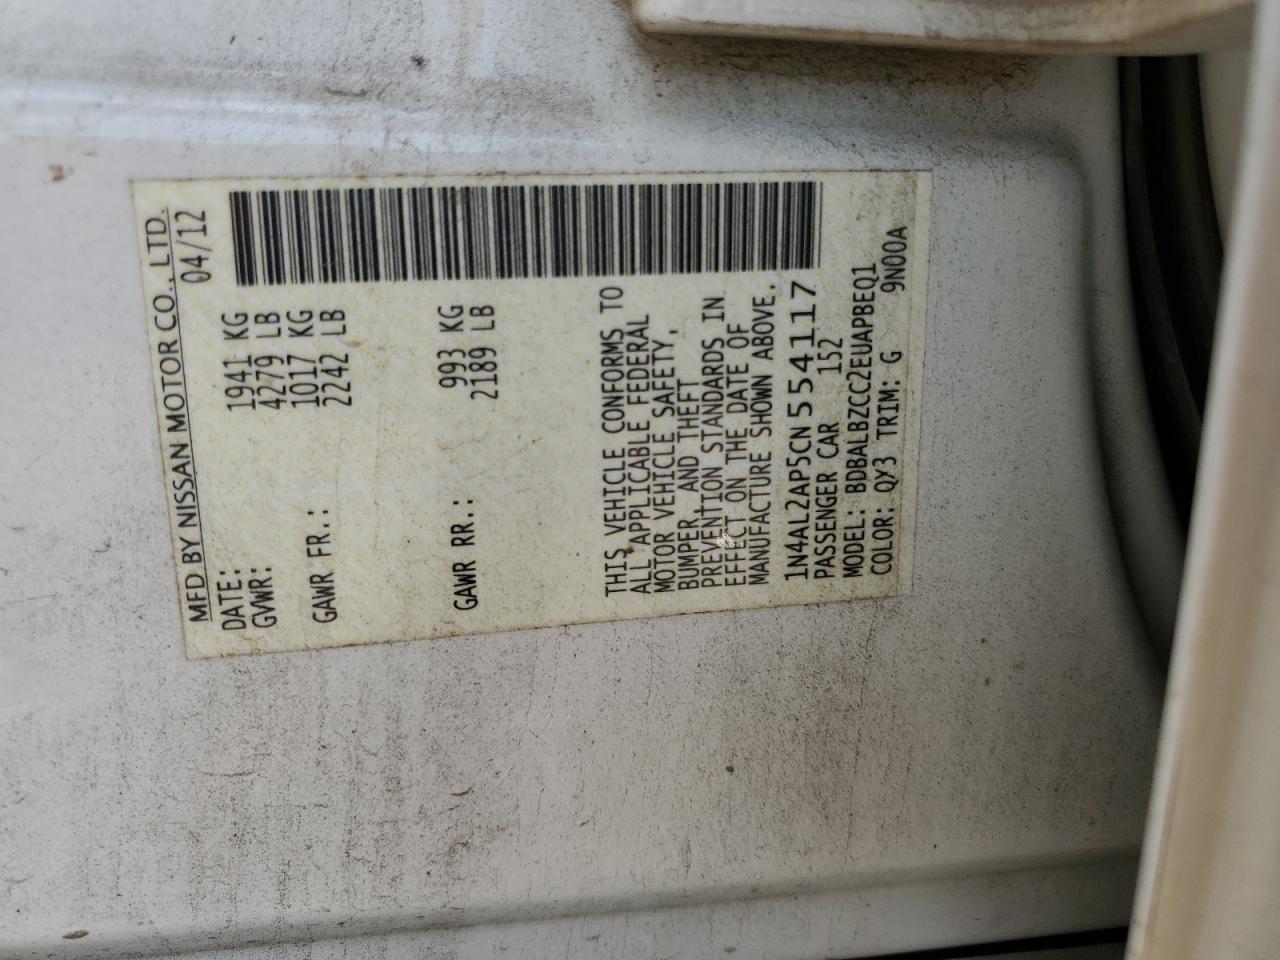 MFD BY NISSAN MOTOR CO., LTD.
DATE: 04/12
GVWR: 1941 KG
4279 LB
GAWR FR.: 1017 KG
2242 LB
GAWR RR.: 993 KG
2189 LB
THIS VEHICLE CONFORMS TO
ALL APPLICABLE FEDERAL
MOTOR VEHICLE SAFETY,
BUMPER, AND THEFT
PREVENTION STANDARDS IN
EFFECT ON THE DATE OF
MANUFACTURE SHOWN ABOVE.
1N4AL2AP5CN554117
PASSENGER CAR 152
MODEL: BDBALBZCC2EUAPBEQ1
COLOR: QY3 TRIM: G 9N00A